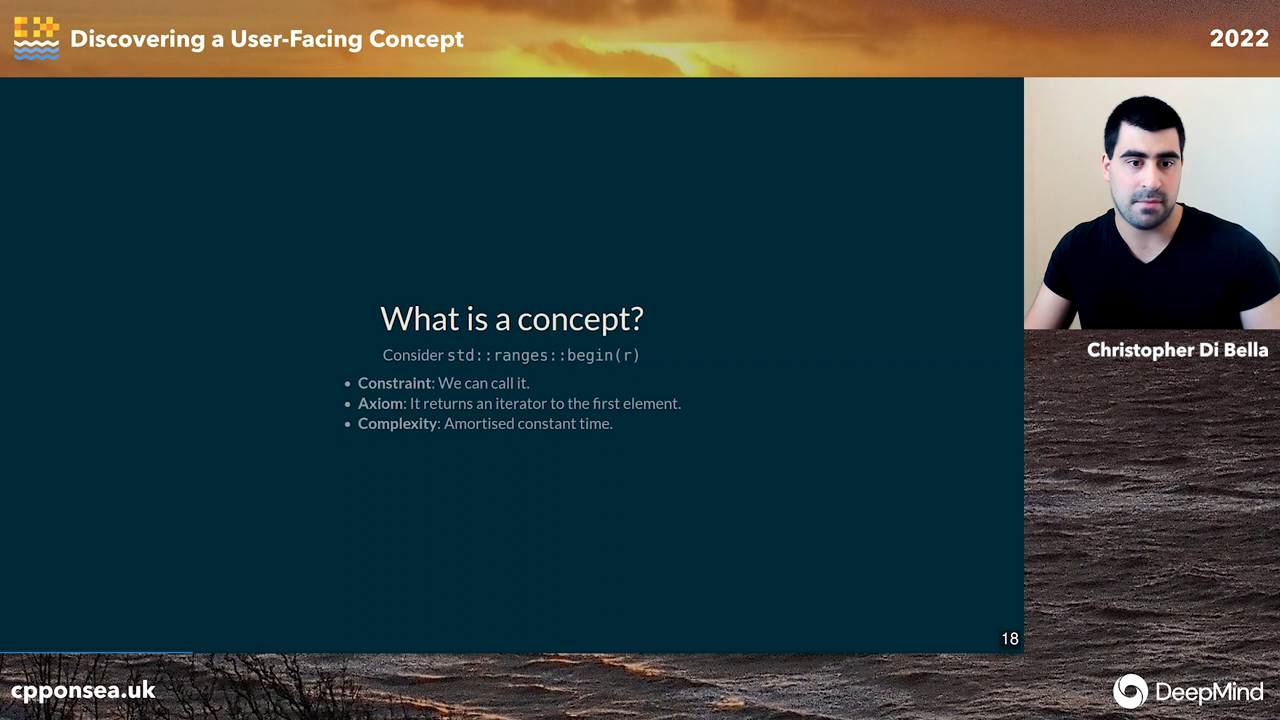 Discovering a User-Facing Concept
2022
What is a concept?
Consider std::ranges::begin(r)
• Constraint: We can call it.
• Axiom: It returns an iterator to the first element.
• Complexity: Amortised constant time.
18
Christopher Di Bella
cpponsea.uk
DeepMind